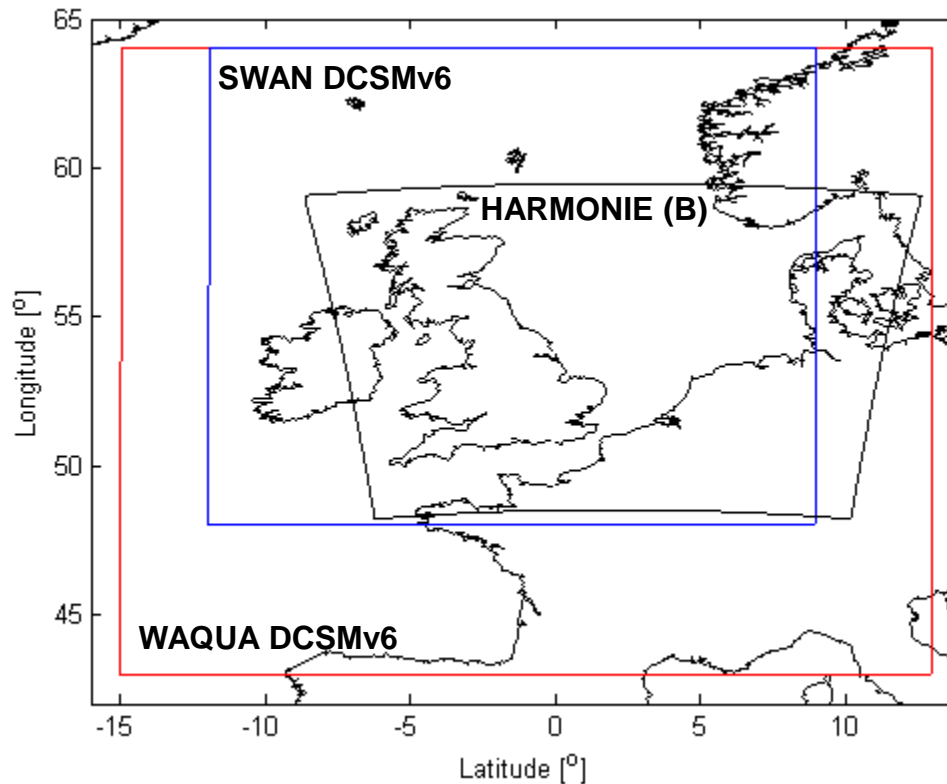 65
SWAN DCSMv6
60
HARMONIE (B)
55
Longitude [°]
50
45
WAQUA DCSMv6
-15 -10 -5 0 5 10
Latitude [°]